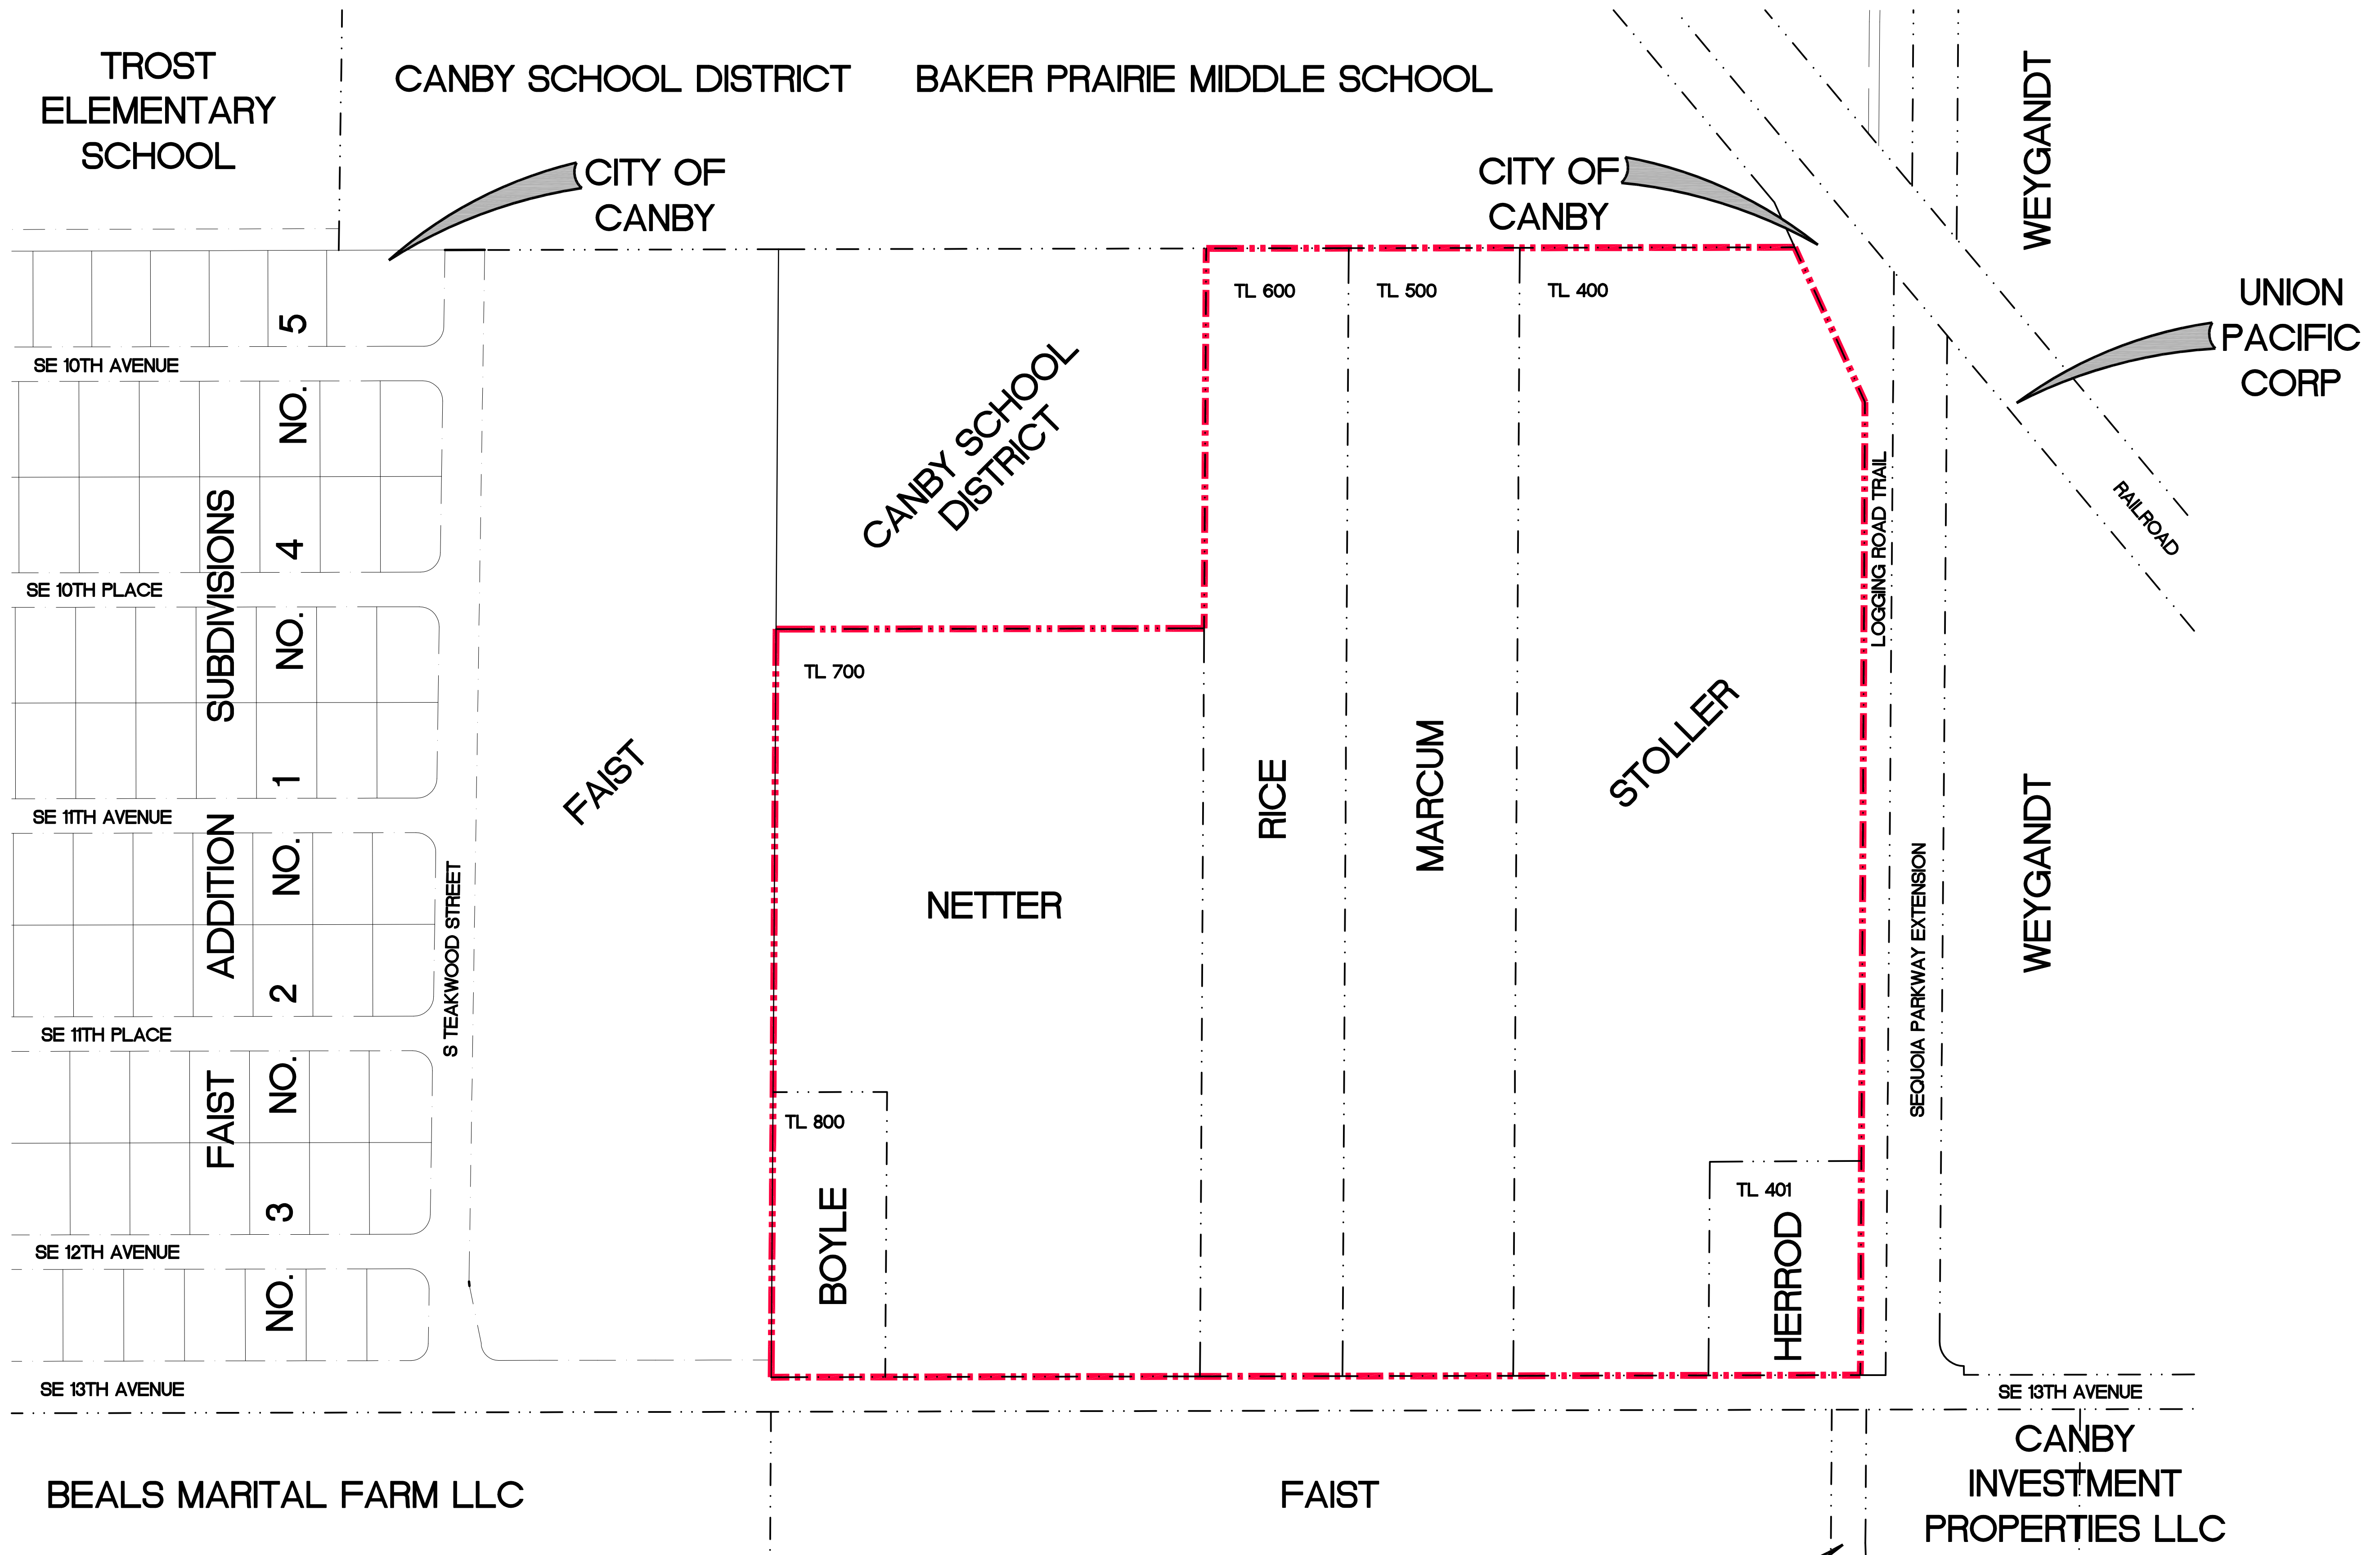 TROST
ELEMENTARY
SCHOOL
CANBY SCHOOL DISTRICT
BAKER PRAIRIE MIDDLE SCHOOL
WEYGANDT
CITY OF
CANBY
CITY OF
CANBY
UNION
PACIFIC
CORP
TL 600
TL 500
TL 400
SE 10TH AVENUE
CANBY SCHOOL
DISTRICT
LOGGING ROAD TRAIL
RAILROAD
SE 10TH PLACE
TL 700
FAIST
NETTER
RICE
MARCUM
STOLLER
WEYGANDT
SE 11TH AVENUE
FAIST ADDITION SUBDIVISIONS
NO. 3 NO. 2 NO. 1 NO. 4 NO. 5
S TEAKWOOD STREET
SEQUOIA PARKWAY EXTENSION
SE 11TH PLACE
TL 800
BOYLE
TL 401
HERROD
SE 12TH AVENUE
SE 13TH AVENUE
SE 13TH AVENUE
BEALS MARITAL FARM LLC
FAIST
CANBY
INVESTMENT
PROPERTIES LLC